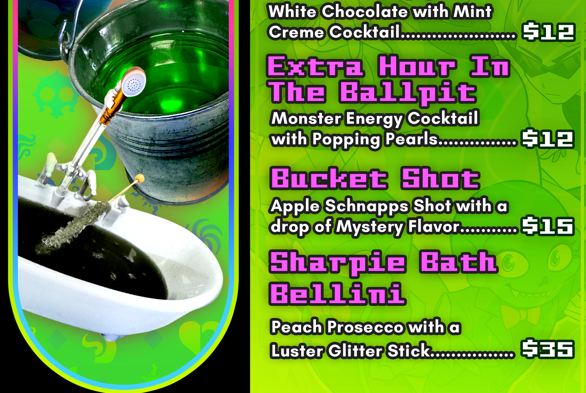 White Chocolate with Mint
Creme Cocktail...................... $12
Extra Hour In
The Ballpit
Monster Energy Cocktail
with Popping Pearls............... $12
Bucket Shot
Apple Schnapps Shot with a
drop of Mystery Flavor........... $15
Sharpie Bath
Bellini
Peach Prosecco with a
Luster Glitter Stick................ $35